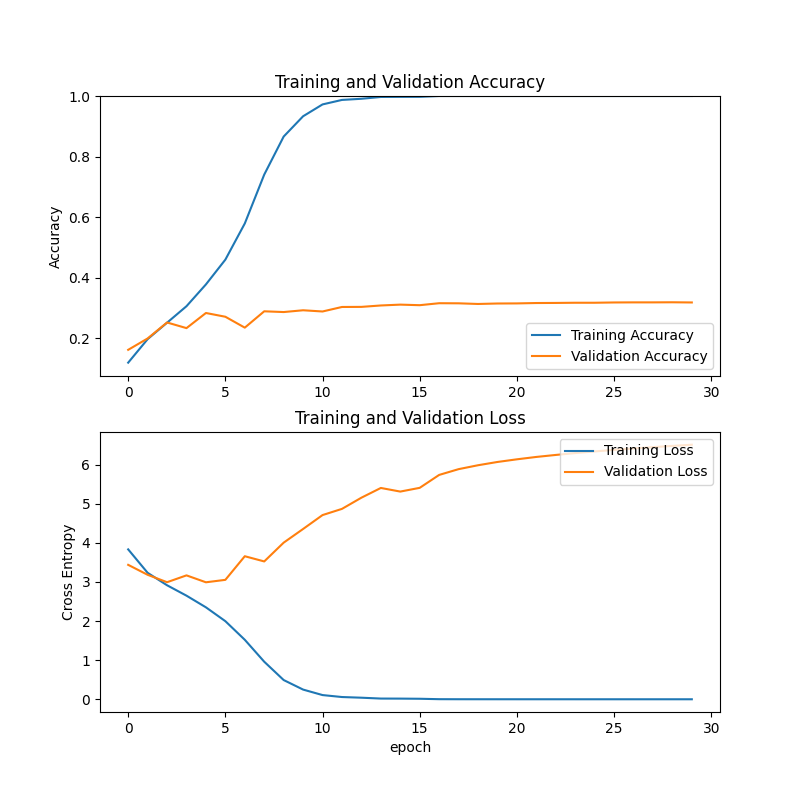 Training and Validation Accuracy
1.0
0.8
0.6
0.4
0.2
Accuracy
Training Accuracy
Validation Accuracy
0 5 10 15 20 25 30
Training and Validation Loss
6
5
4
3
2
1
0
Cross Entropy
Training Loss
Validation Loss
0 5 10 15 20 25 30
epoch